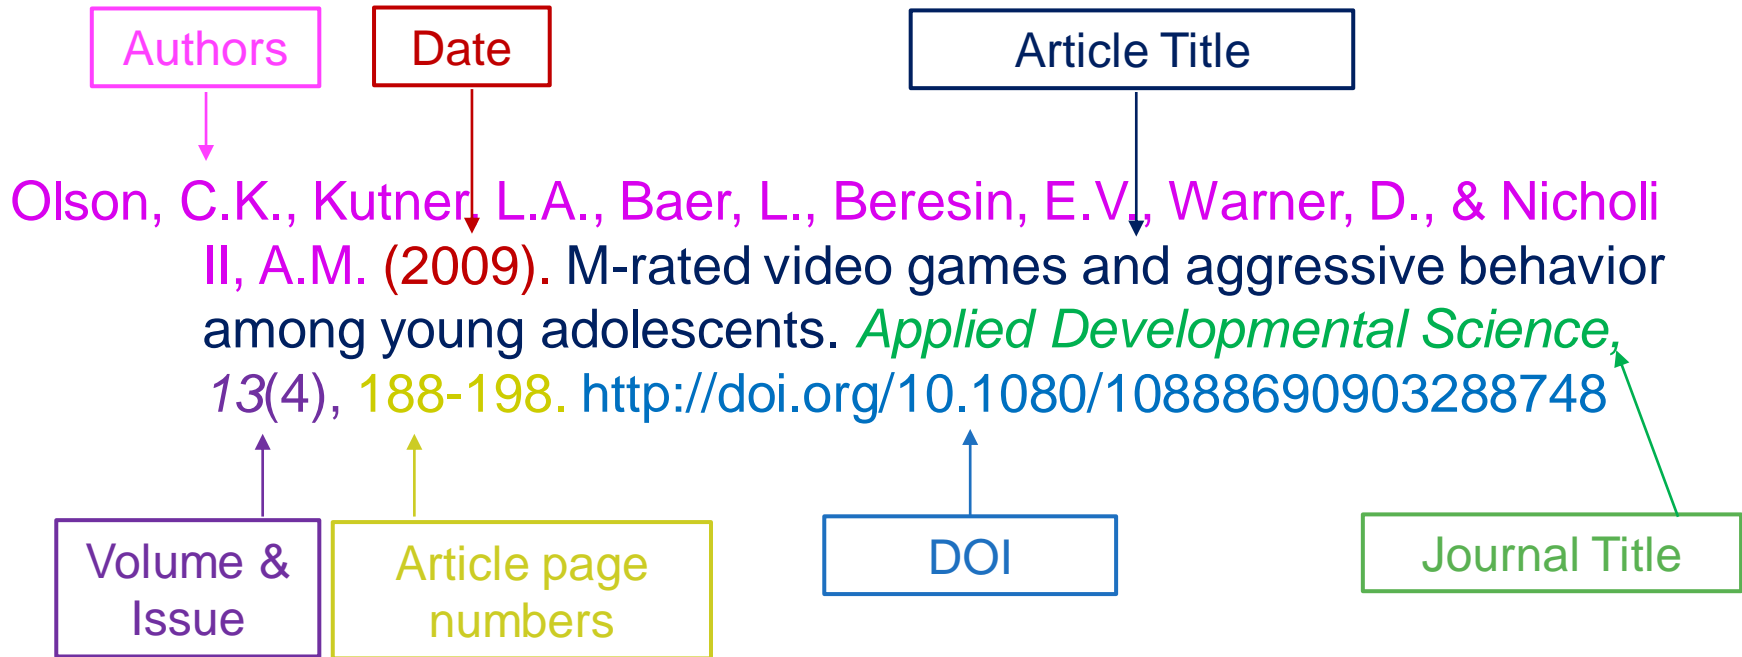 Authors
Date
Article Title
Olson, C.K., Kutner, L.A., Baer, L., Beresin, E.V., Warner, D., & Nicholi
II, A.M. (2009). M-rated video games and aggressive behavior
among young adolescents. Applied Developmental Science,
13(4), 188-198. http://doi.org/10.1080/10888690903288748
Volume &
Issue
Article page
numbers
DOI
Journal Title